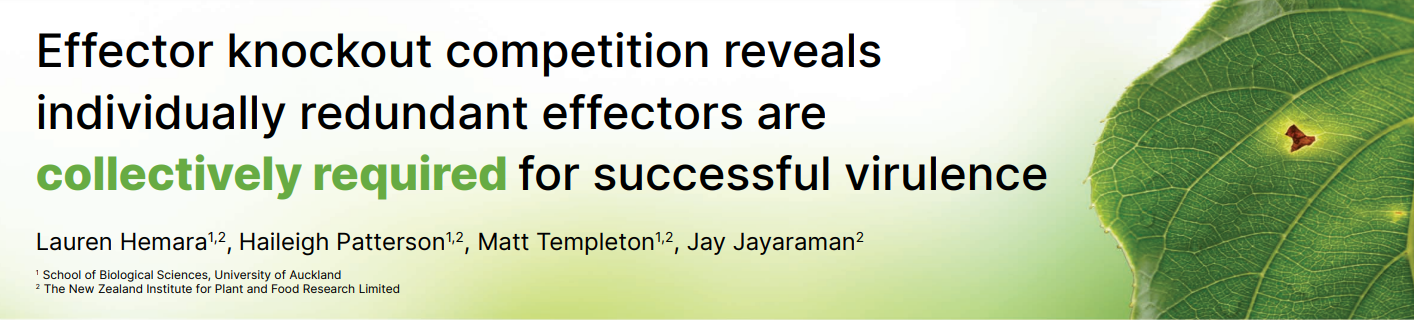 Effector knockout competition reveals
individually redundant effectors are
collectively required for successful virulence
Lauren Hemara1,2, Haileigh Patterson1,2, Matt Templeton1,2, Jay Jayaraman2
1 School of Biological Sciences, University of Auckland
2 The New Zealand Institute for Plant and Food Research Limited